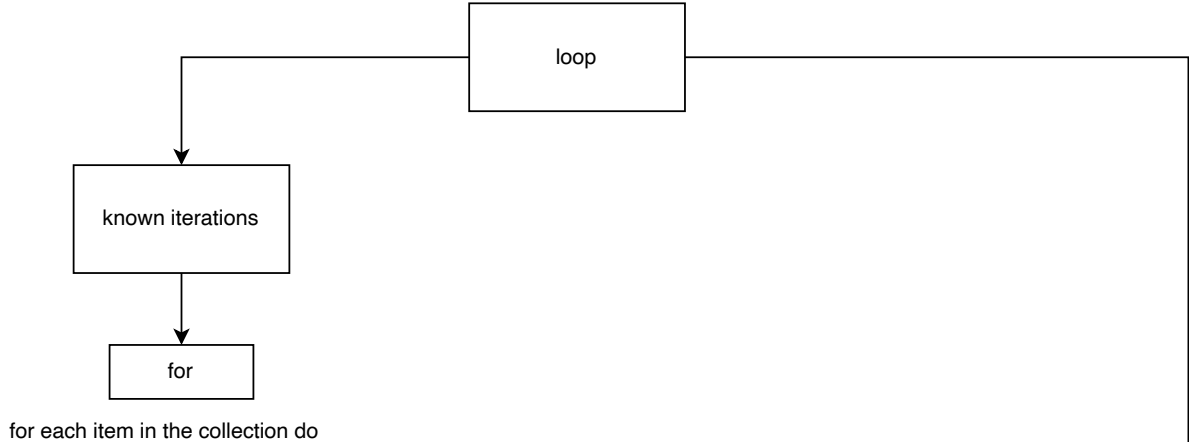 loop
known iterations
for
for each item in the collection do